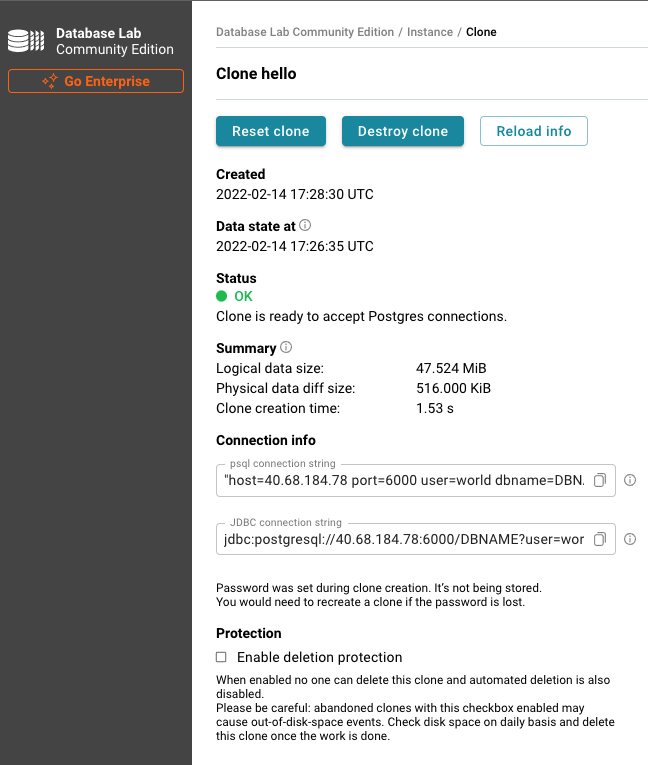 Database Lab
Community Edition
Go Enterprise
Database Lab Community Edition / Instance / Clone
Clone hello
Reset clone
Destroy clone
Reload info
Created
2022-02-14 17:28:30 UTC
Data state at
2022-02-14 17:26:35 UTC
Status
OK
Clone is ready to accept Postgres connections.
Summary
Logical data size: 47.524 MiB
Physical data diff size: 516.000 KiB
Clone creation time: 1.53 s
Connection info
psql connection string
"host=40.68.184.78 port=6000 user=world dbname=DBN.
JDBC connection string
jdbc:postgresql://40.68.184.78:6000/DBNAME?user=wor
Password was set during clone creation. It's not being stored.
You would need to recreate a clone if the password is lost.
Protection
Enable deletion protection
When enabled no one can delete this clone and automated deletion is also
disabled.
Please be careful: abandoned clones with this checkbox enabled may
cause out-of-disk-space events. Check disk space on daily basis and delete
this clone once the work is done.